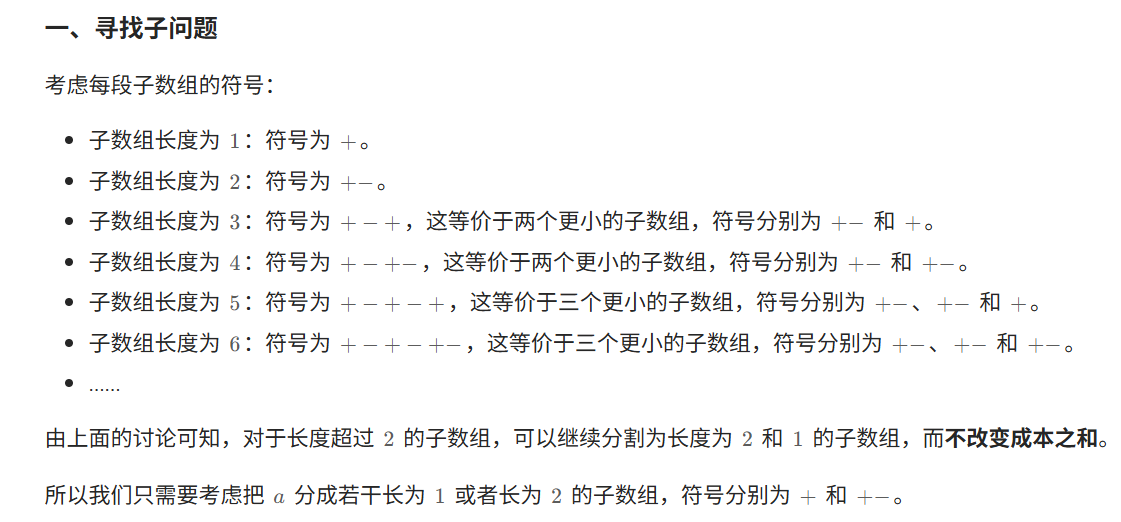 一、寻找子问题
考虑每段子数组的符号：
• 子数组长度为 1：符号为 +。
• 子数组长度为 2：符号为 +−。
• 子数组长度为 3：符号为 + − +，这等价于两个更小的子数组，符号分别为 +− 和 +。
• 子数组长度为 4：符号为 + − +−，这等价于两个更小的子数组，符号分别为 +− 和 +−。
• 子数组长度为 5：符号为 + − + − +，这等价于三个更小的子数组，符号分别为 +−、+− 和 +。
• 子数组长度为 6：符号为 + − + − +−，这等价于三个更小的子数组，符号分别为 +−、+− 和 +−。
• ......
由上面的讨论可知，对于长度超过 2 的子数组，可以继续分割为长度为 2 和 1 的子数组，而不改变成本之和。
所以我们只需要考虑把 a 分成若干长为 1 或者长为 2 的子数组，符号分别为 + 和 +−。